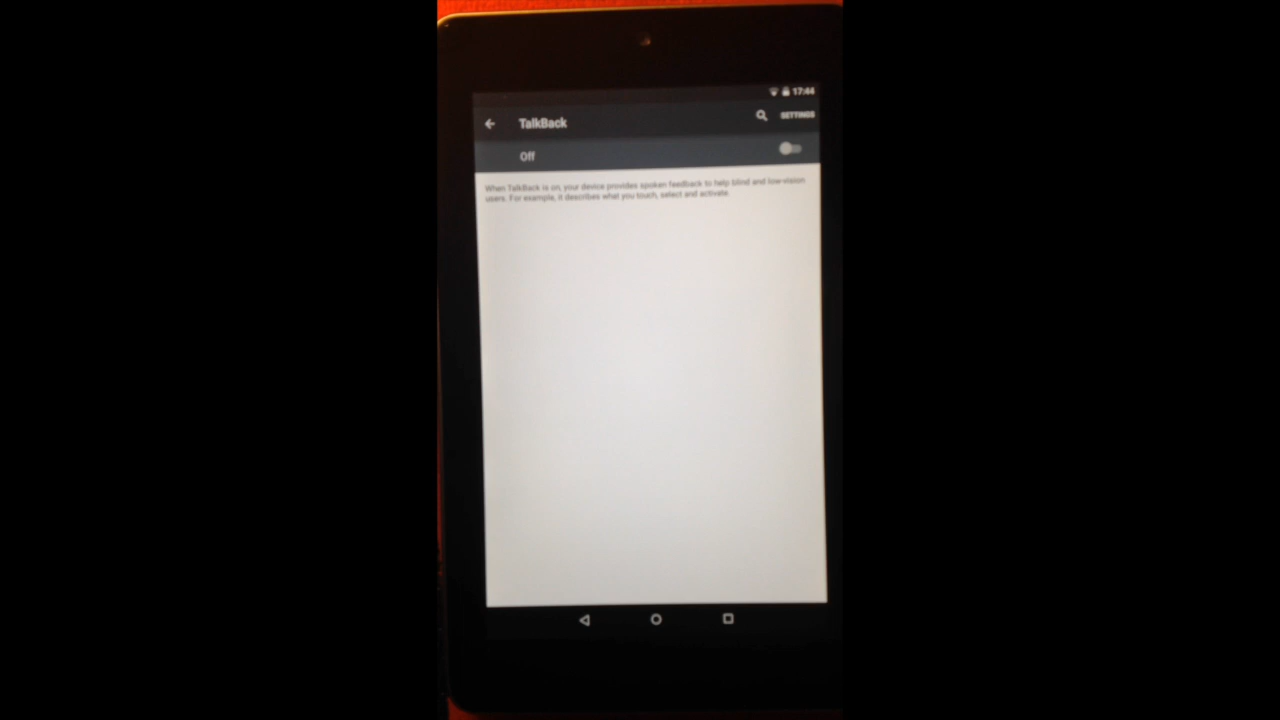 17:44
TalkBack SETTINGS
Off
When TalkBack is on, your device provides spoken feedback to help blind and low-vision
users. For example, it describes what you touch, select and activate.